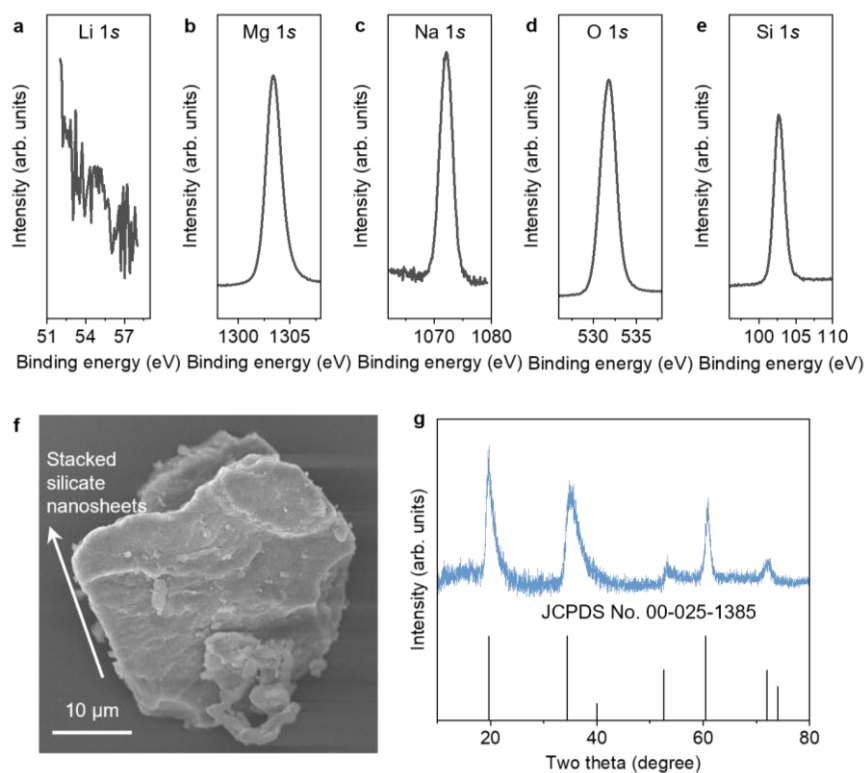 a
Li 1s
Intensity (arb. units)
51 54 57
Binding energy (eV)
b
Mg 1s
Intensity (arb. units)
1300 1305
Binding energy (eV)
c
Na 1s
Intensity (arb. units)
1070 1080
Binding energy (eV)
d
O 1s
Intensity (arb. units)
530 535
Binding energy (eV)
e
Si 1s
Intensity (arb. units)
100 105 110
Binding energy (eV)
f
Stacked
silicate
nanosheets
10 μm
g
Intensity (arb. units)
JCPDS No. 00-025-1385
20 40 60 80
Two theta (degree)